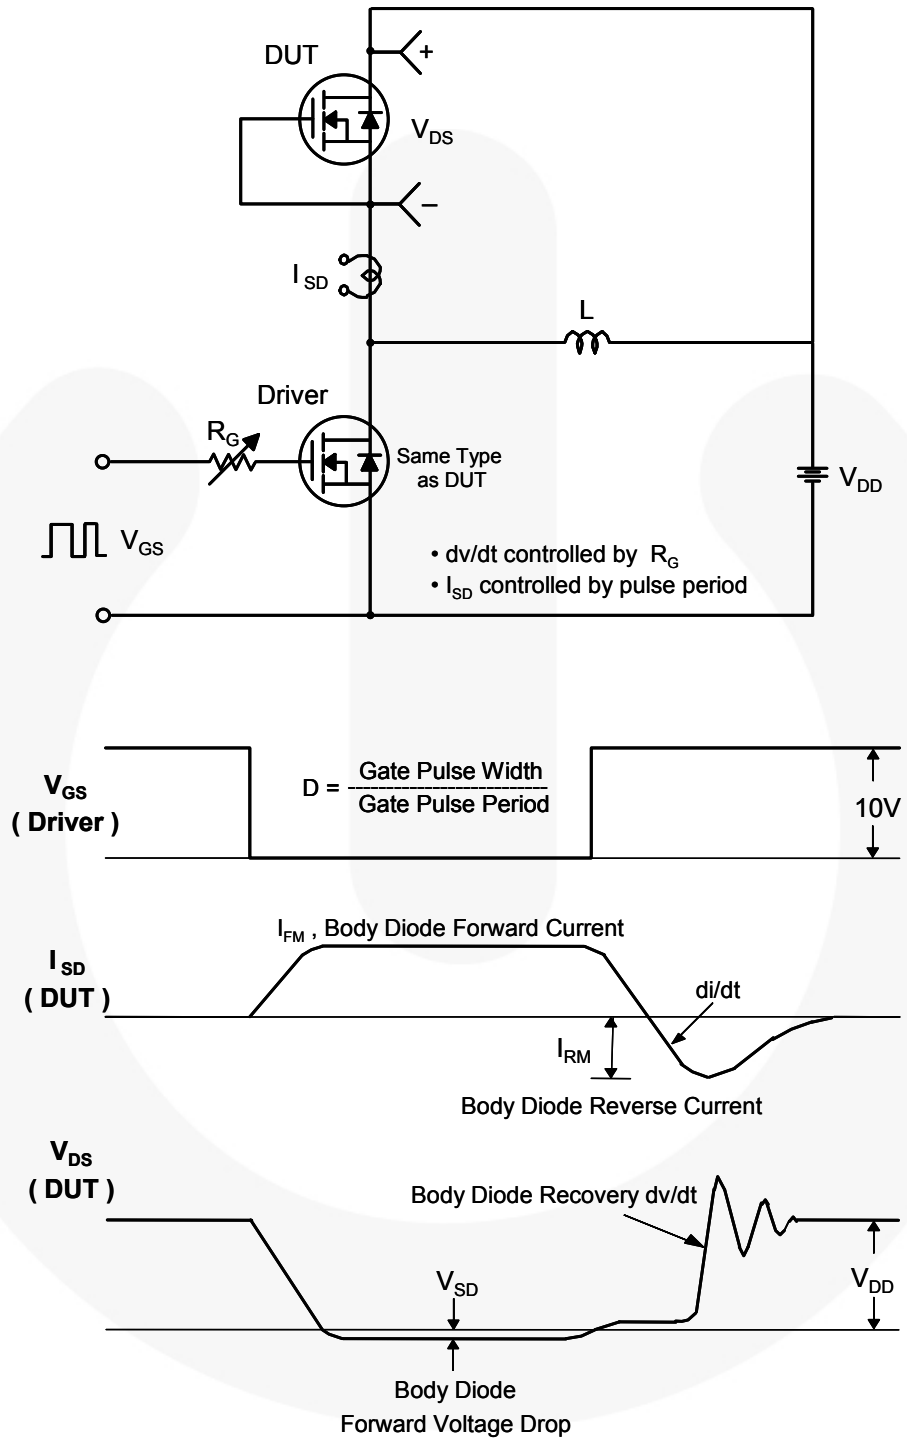 DUT
+
V_DS
−
I_SD
L
Driver
R_G
Same Type
as DUT
V_DD
V_GS
• dv/dt controlled by R_G
• I_SD controlled by pulse period
V_GS
( Driver )
D = Gate Pulse Width
Gate Pulse Period
10V
I_FM , Body Diode Forward Current
I_SD
( DUT )
di/dt
I_RM
Body Diode Reverse Current
V_DS
( DUT )
Body Diode Recovery dv/dt
V_SD
V_DD
Body Diode
Forward Voltage Drop